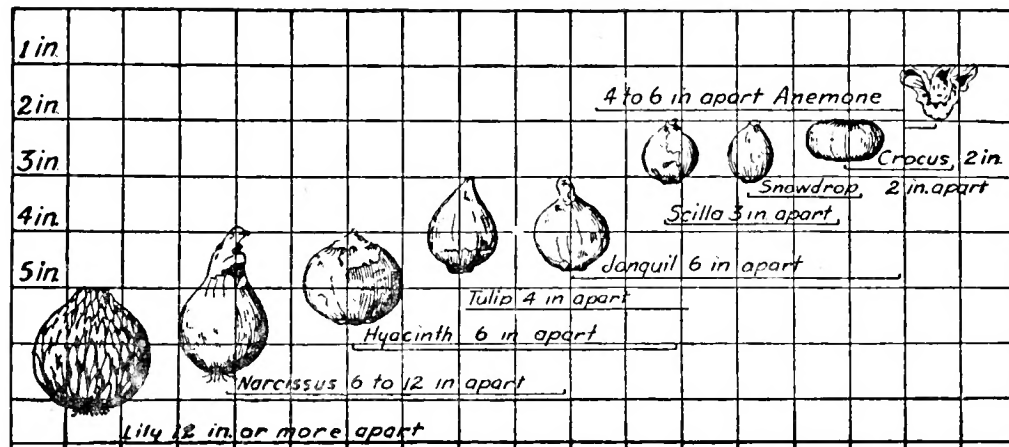 1 in.
2 in.
3 in.
4 in.
5 in.
4 to 6 in apart Anemone
Crocus, 2 in.
Snowdrop, 2 in. apart
Scilla 3 in apart
Jonquil 6 in apart
Tulip 4 in apart
Hyacinth 6 in apart
Narcissus 6 to 12 in apart
Lily 12 in. or more apart